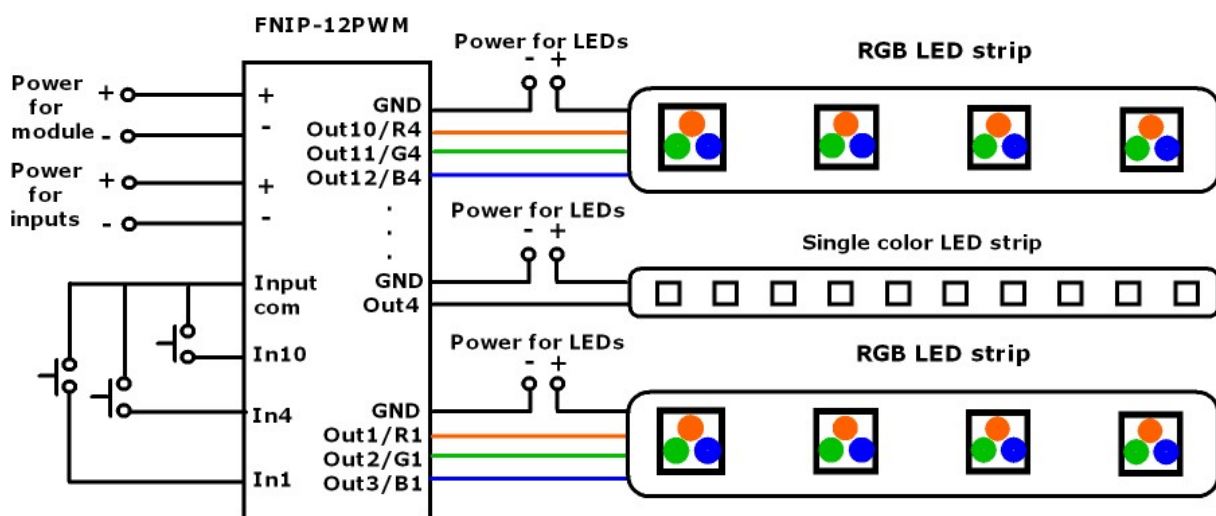 FNIP-12PWM
Power for module
+
-
+
-
Power for inputs
+
-
+
-
Input com
In10
In4
In1
Power for LEDs
- +
RGB LED strip
GND
Out10/R4
Out11/G4
Out12/B4
.
.
.
Power for LEDs
- +
Single color LED strip
GND
Out4
Power for LEDs
- +
RGB LED strip
GND
Out1/R1
Out2/G1
Out3/B1